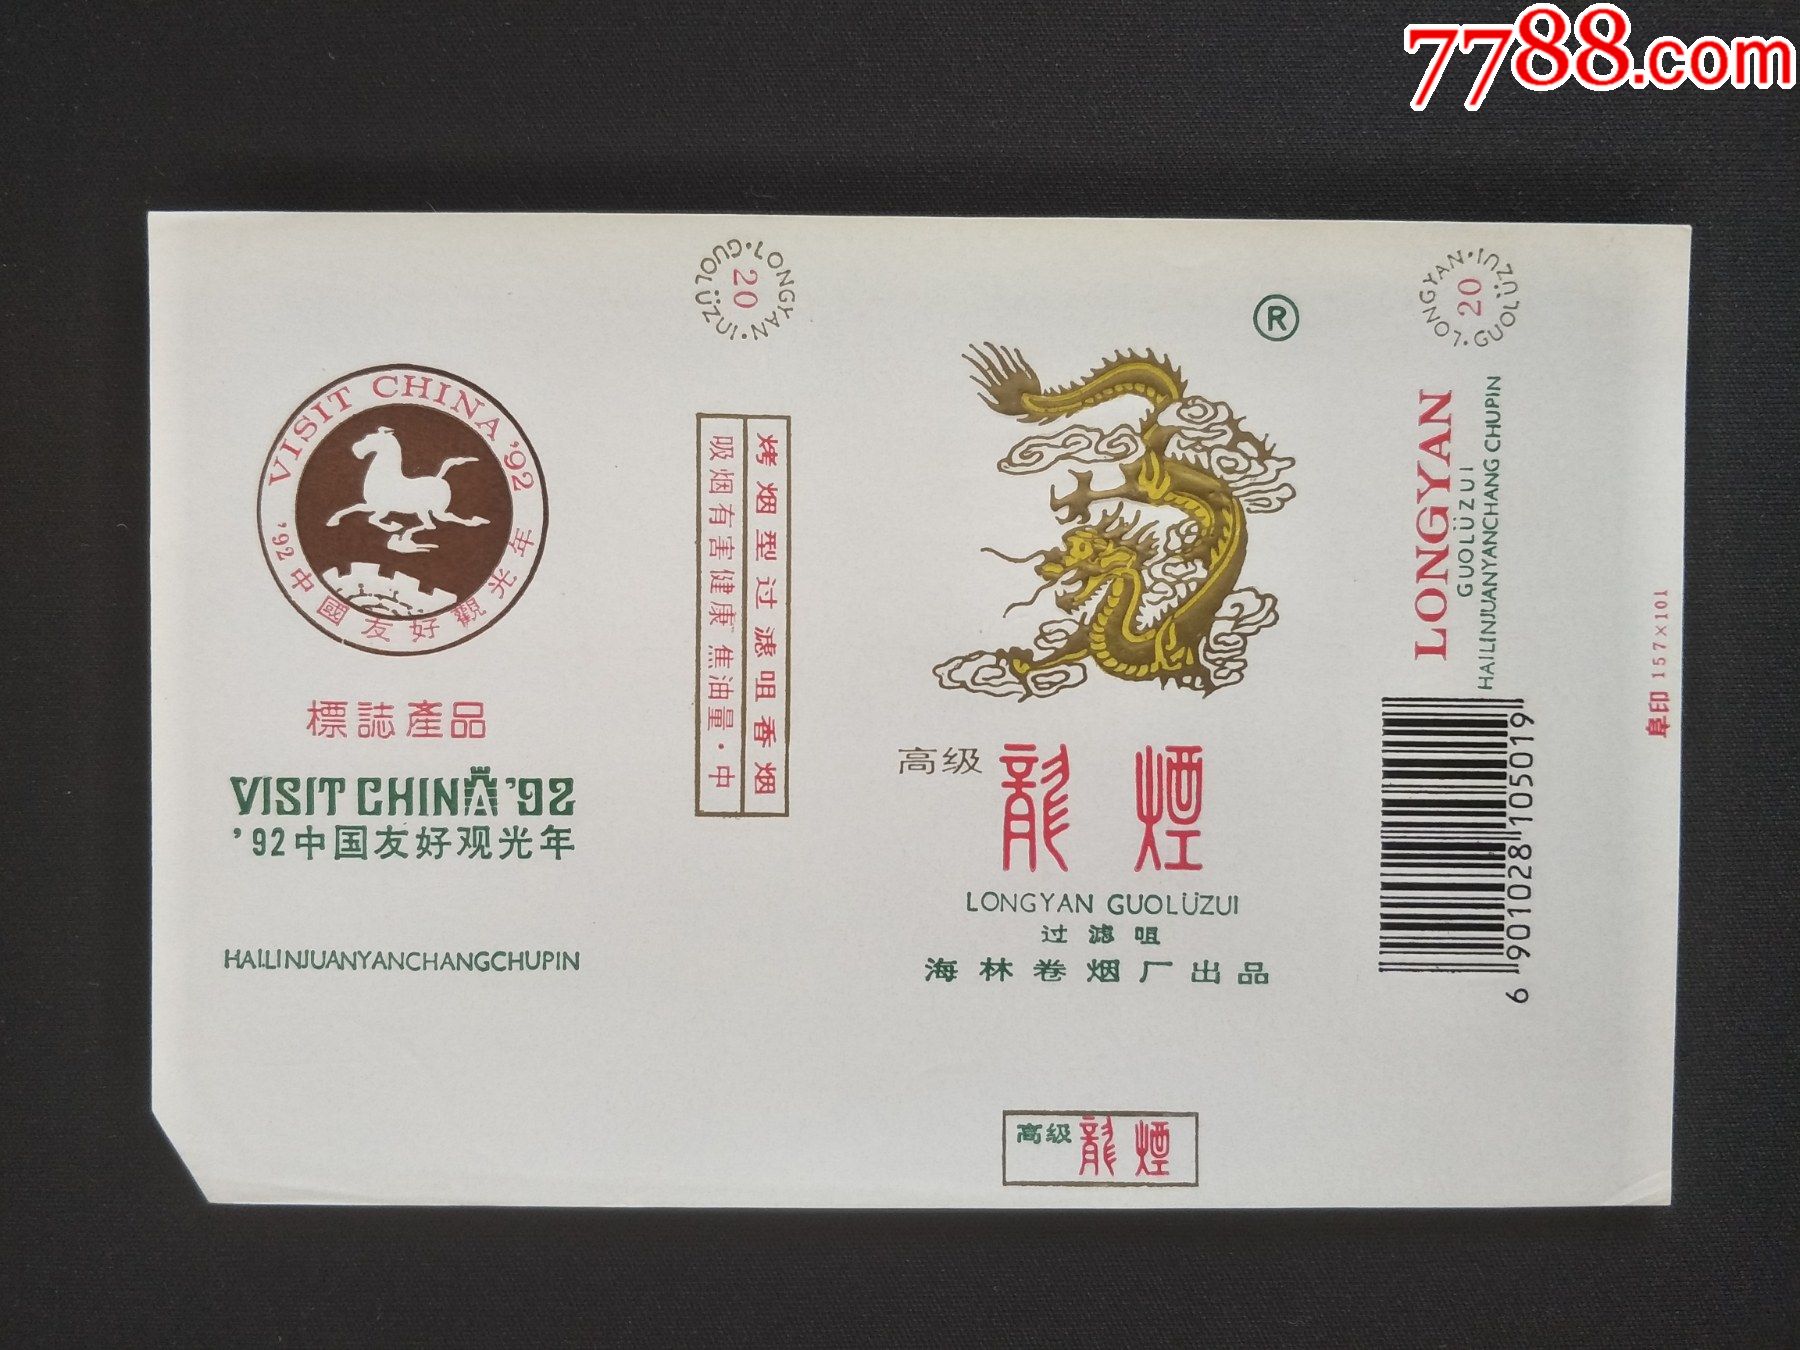 7788.com
VISIT CHINA '92
'92中國友好觀光年
標誌產品
VISIT CHINA '92
'92中国友好观光年
HAILINJUANYANCHANGCHUPIN
LONGYAN·GUOLÜZUI·
20
烤烟型过滤咀香烟
吸烟有害健康 焦油量·中
®
高级 龍煙
LONGYAN GUOLÜZUI
过滤咀
海林卷烟厂出品
高级 龍煙
LONGYAN·GUOLÜZUI·
20
LONGYAN
GUOLÜZUI
HAILINJUANYANCHANG CHUPIN
6 901028 105019
阜印 157×101